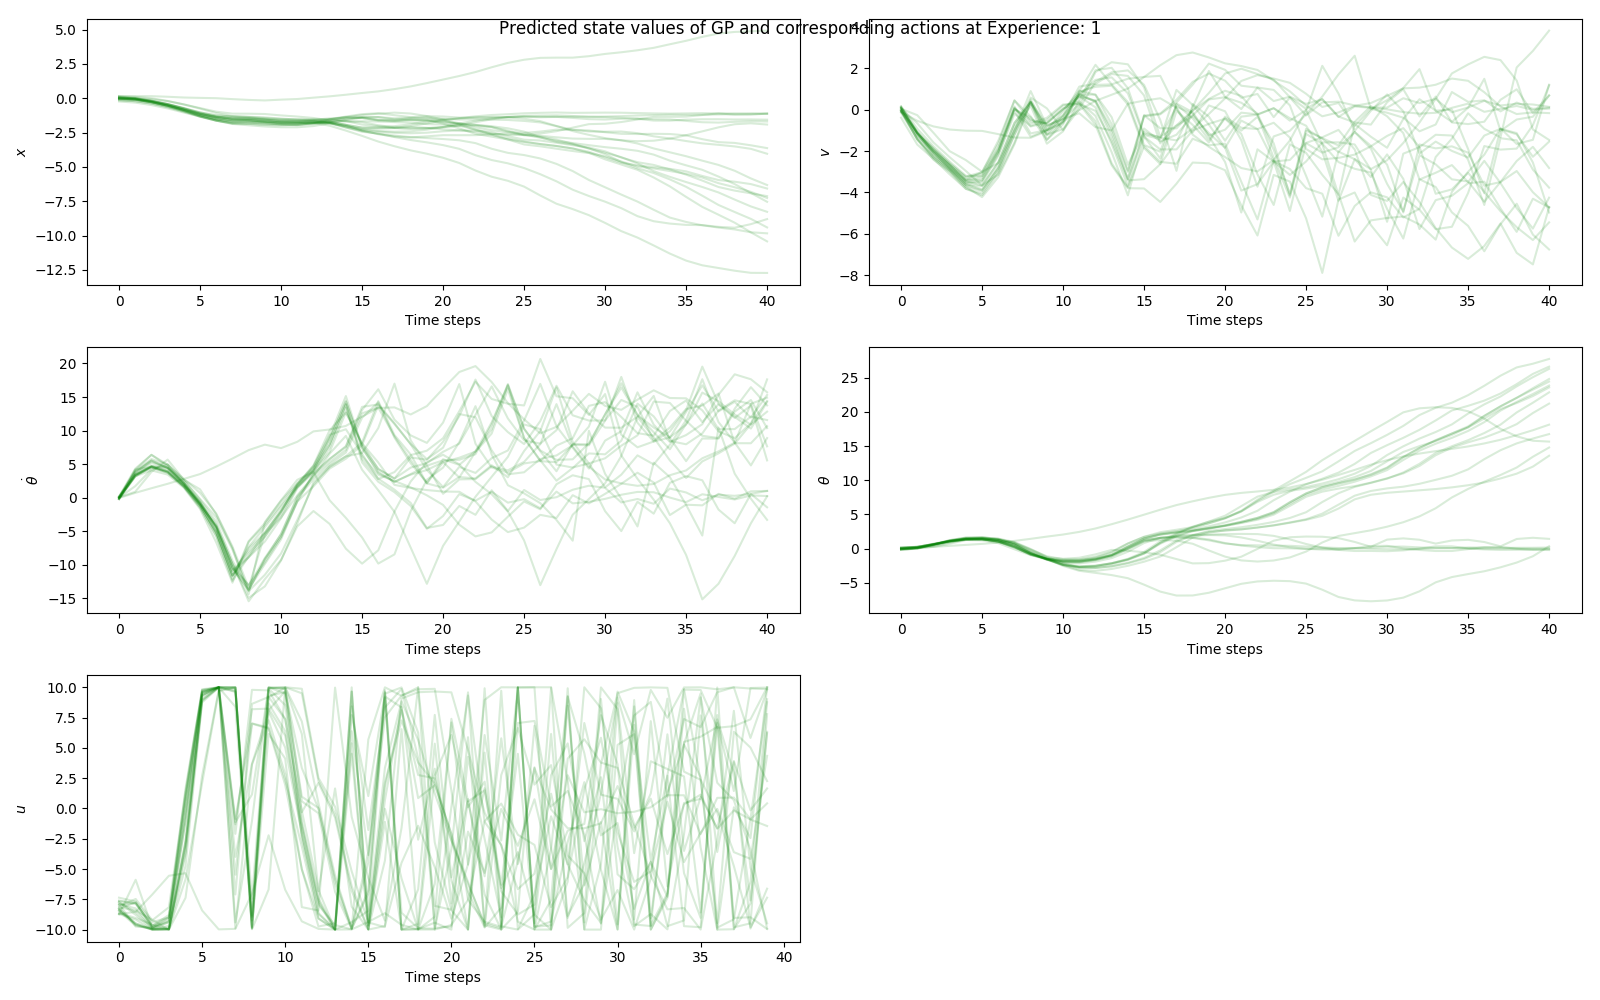 Predicted state values of GP and corresponding actions at Experience: 1
5.0
2.5
0.0
−2.5
−5.0
−7.5
−10.0
−12.5
x
0 5 10 15 20 25 30 35 40
Time steps
4
2
0
−2
−4
−6
−8
v
0 5 10 15 20 25 30 35 40
Time steps
20
15
10
5
0
−5
−10
−15
θ̇
0 5 10 15 20 25 30 35 40
Time steps
25
20
15
10
5
0
−5
θ
0 5 10 15 20 25 30 35 40
Time steps
10.0
7.5
5.0
2.5
0.0
−2.5
−5.0
−7.5
−10.0
u
0 5 10 15 20 25 30 35 40
Time steps